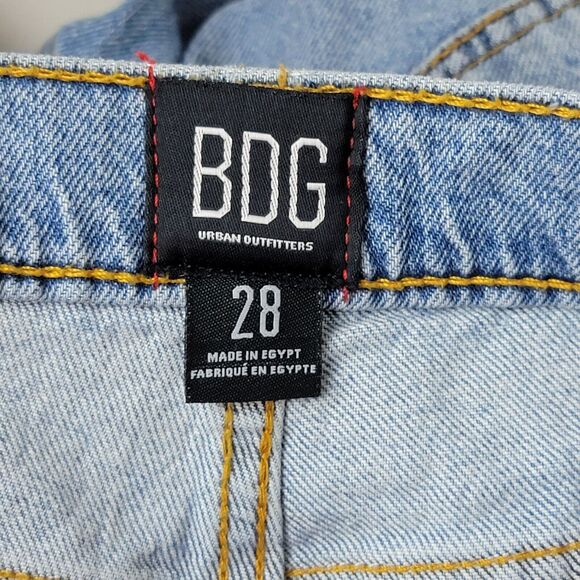 BDG
URBAN OUTFITTERS
28
MADE IN EGYPT
FABRIQUÉ EN EGYPTE